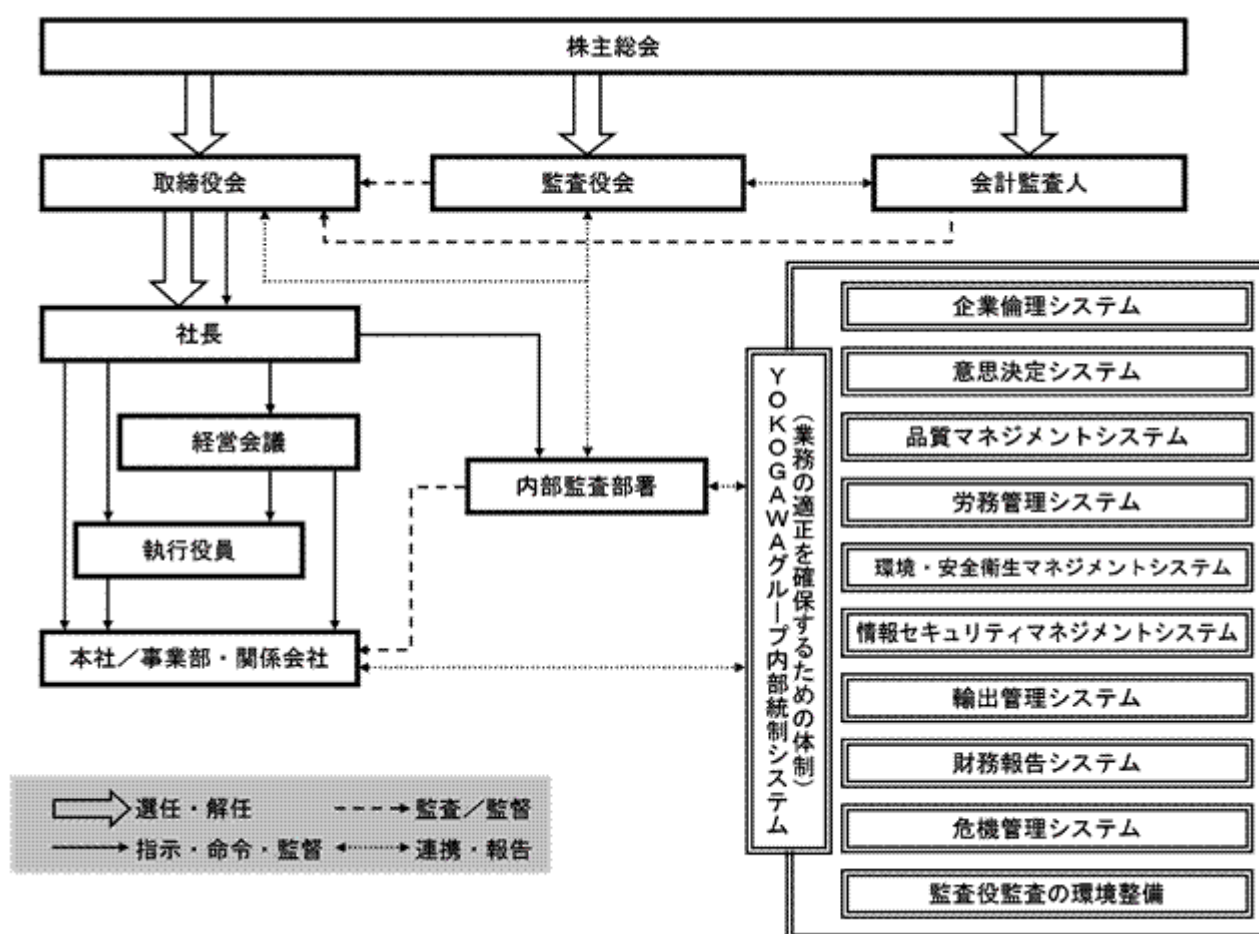 株主総会
取締役会
監査役会
会計監査人
社長
経営会議
執行役員
本社／事業部・関係会社
内部監査部署
YOKOGAWAグループ内部統制システム
（業務の適正を確保するための体制）
企業倫理システム
意思決定システム
品質マネジメントシステム
労務管理システム
環境・安全衛生マネジメントシステム
情報セキュリティマネジメントシステム
輸出管理システム
財務報告システム
危機管理システム
監査役監査の環境整備
選任・解任
監査／監督
指示・命令・監督
連携・報告